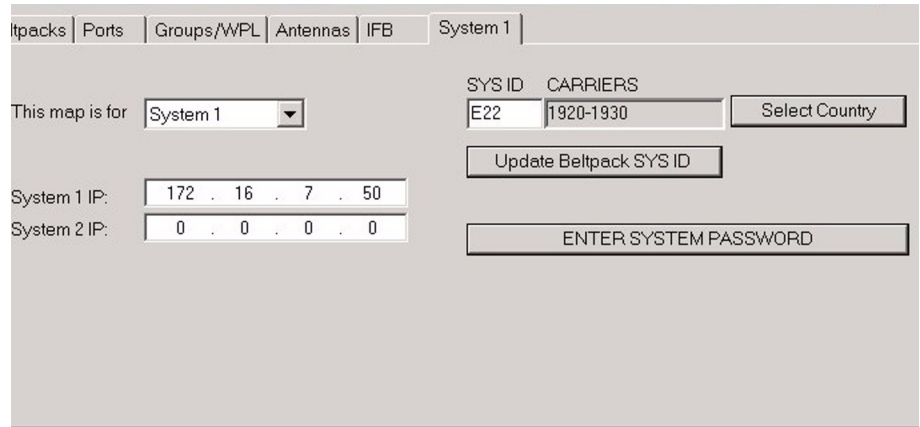 ltpacks Ports Groups/WPL Antennas IFB System 1
SYS ID CARRIERS
This map is for System 1 E22 1920-1930 Select Country
Update Beltpack SYS ID
System 1 IP: 172 . 16 . 7 . 50
System 2 IP: 0 . 0 . 0 . 0
ENTER SYSTEM PASSWORD